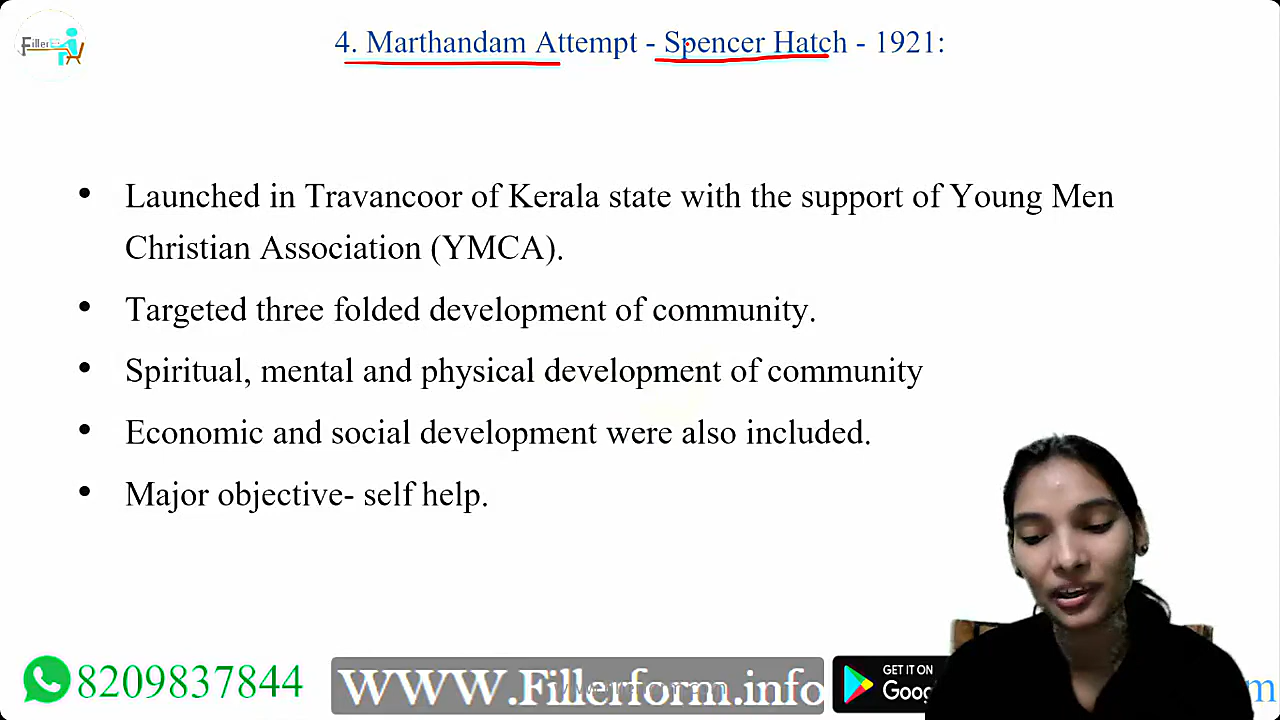 Filler
4. Marthandam Attempt - Spencer Hatch - 1921:
• Launched in Travancoor of Kerala state with the support of Young Men
Christian Association (YMCA).
• Targeted three folded development of community.
• Spiritual, mental and physical development of community
• Economic and social development were also included.
• Major objective- self help.
8209837844
www.Fillerform.info
GET IT ON
Goog
m